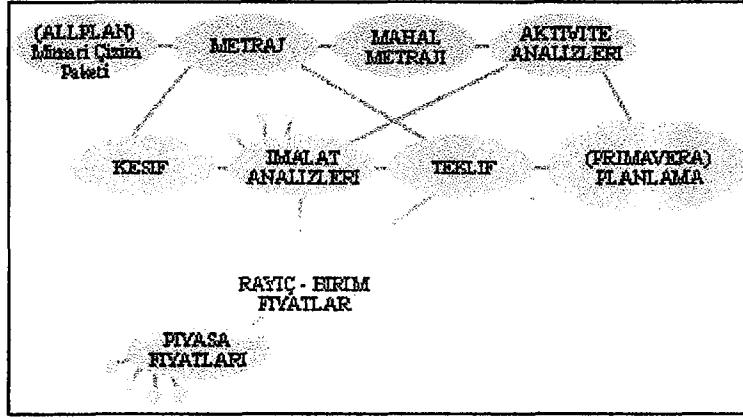 (ALLPLAN)
Mimari Çizim
Paketi
METRAJ
MAHAL
METRAJI
AKTIVITE
ANALIZLERI
KESIF
IMALAT
ANALIZLERI
TEKLIF
(PRIMAVERA)
PLANLAMA
RAYIÇ - BIRIM
FIYATLAR
PIYASA
FIYATLARI